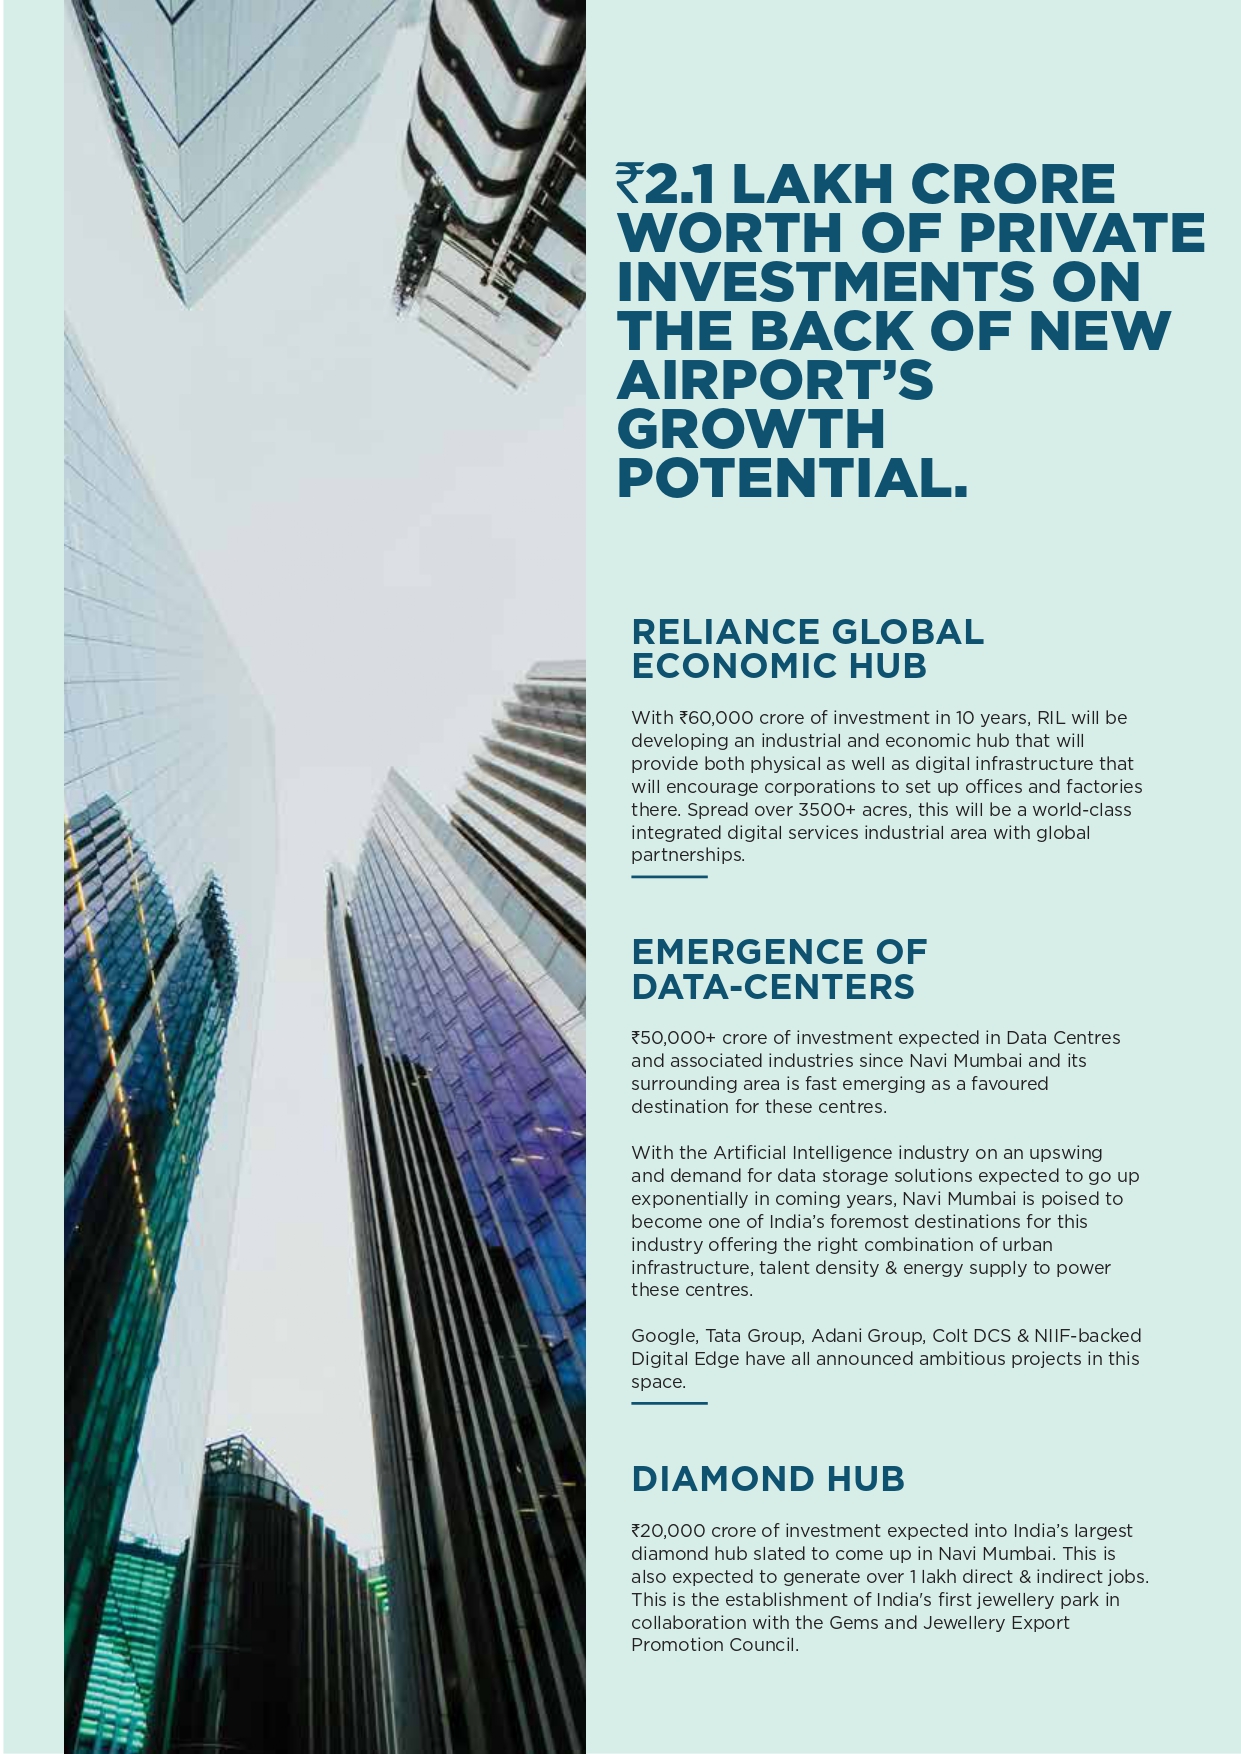 ₹2.1 LAKH CRORE
WORTH OF PRIVATE
INVESTMENTS ON
THE BACK OF NEW
AIRPORT’S
GROWTH
POTENTIAL.
RELIANCE GLOBAL
ECONOMIC HUB
With ₹60,000 crore of investment in 10 years, RIL will be
developing an industrial and economic hub that will
provide both physical as well as digital infrastructure that
will encourage corporations to set up offices and factories
there. Spread over 3500+ acres, this will be a world-class
integrated digital services industrial area with global
partnerships.
EMERGENCE OF
DATA-CENTERS
₹50,000+ crore of investment expected in Data Centres
and associated industries since Navi Mumbai and its
surrounding area is fast emerging as a favoured
destination for these centres.
With the Artificial Intelligence industry on an upswing
and demand for data storage solutions expected to go up
exponentially in coming years, Navi Mumbai is poised to
become one of India’s foremost destinations for this
industry offering the right combination of urban
infrastructure, talent density & energy supply to power
these centres.
Google, Tata Group, Adani Group, Colt DCS & NIIF-backed
Digital Edge have all announced ambitious projects in this
space.
DIAMOND HUB
₹20,000 crore of investment expected into India’s largest
diamond hub slated to come up in Navi Mumbai. This is
also expected to generate over 1 lakh direct & indirect jobs.
This is the establishment of India's first jewellery park in
collaboration with the Gems and Jewellery Export
Promotion Council.